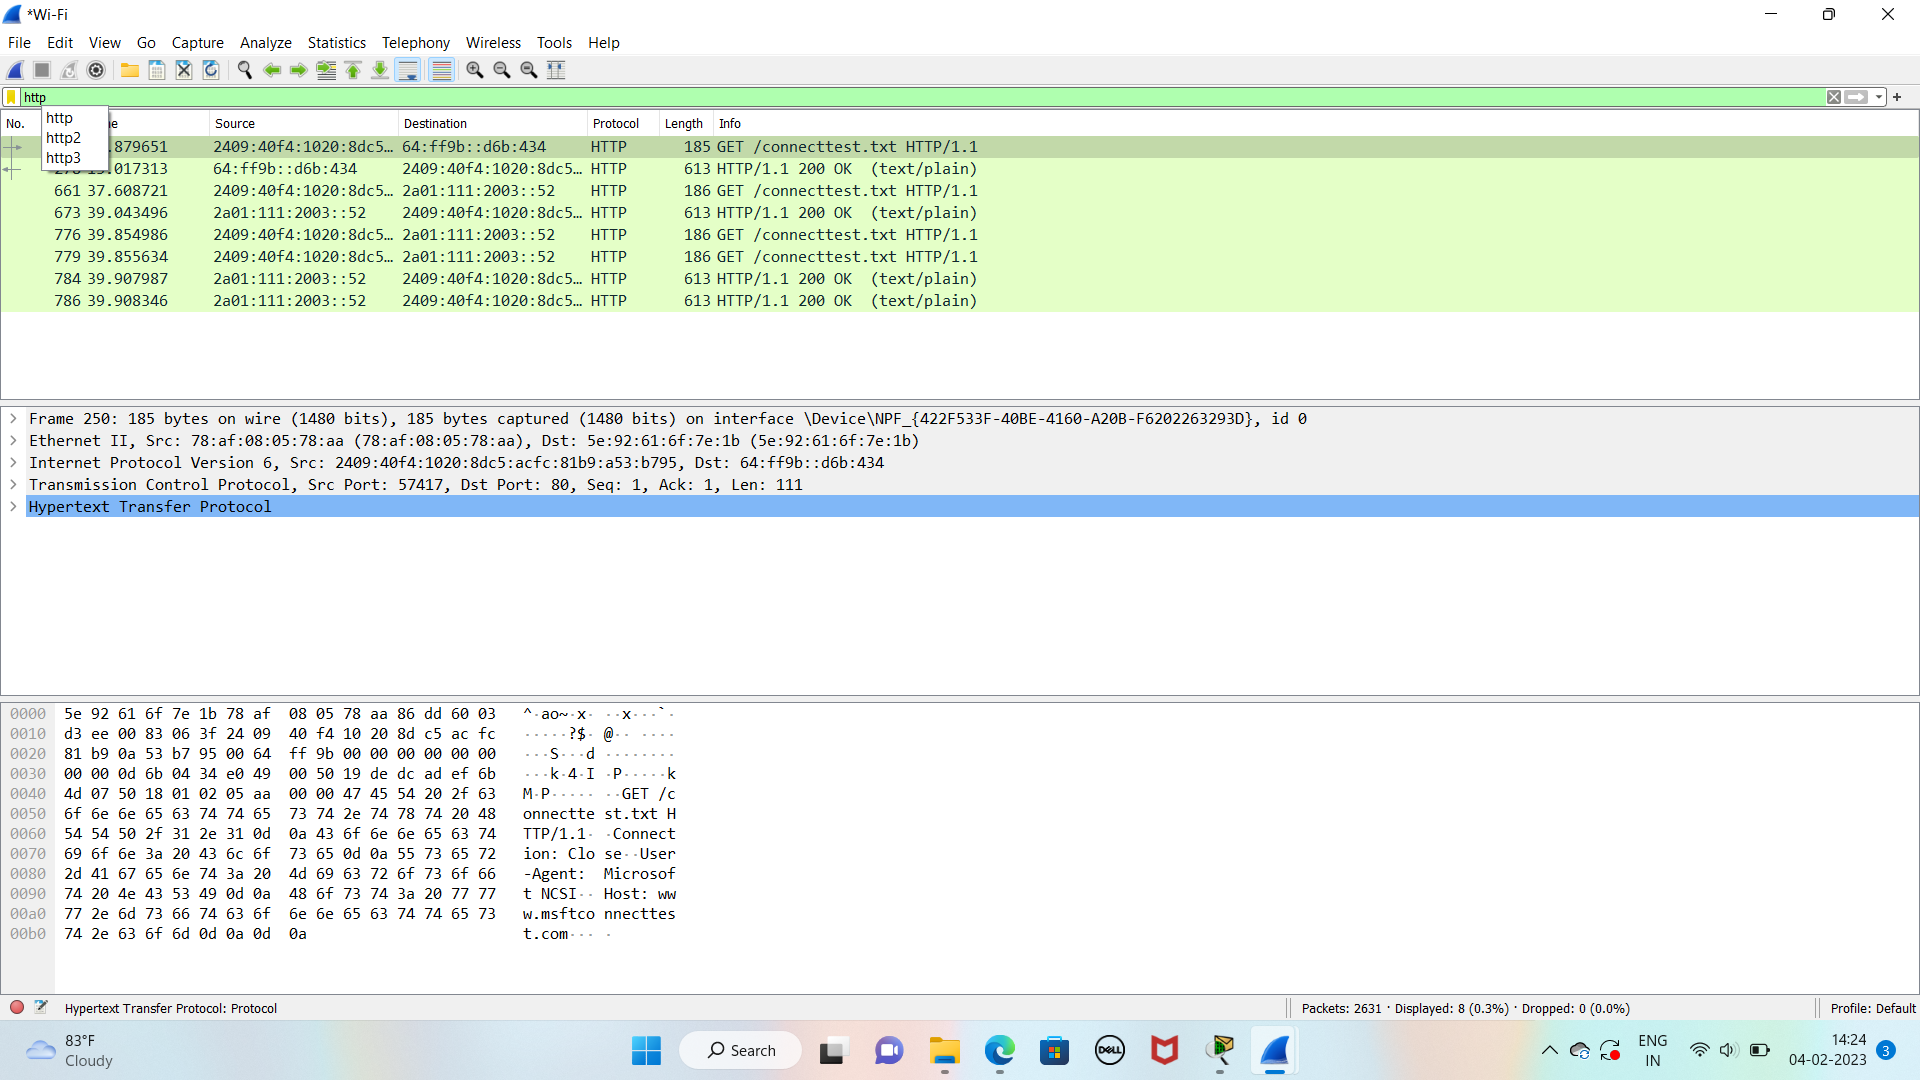 *Wi-Fi
File Edit View Go Capture Analyze Statistics Telephony Wireless Tools Help
http
http
http2
http3
No. Source Destination Protocol Length Info
.879651 2409:40f4:1020:8dc5… 64:ff9b::d6b:434 HTTP 185 GET /connecttest.txt HTTP/1.1
.017313 64:ff9b::d6b:434 2409:40f4:1020:8dc5… HTTP 613 HTTP/1.1 200 OK (text/plain)
661 37.608721 2409:40f4:1020:8dc5… 2a01:111:2003::52 HTTP 186 GET /connecttest.txt HTTP/1.1
673 39.043496 2a01:111:2003::52 2409:40f4:1020:8dc5… HTTP 613 HTTP/1.1 200 OK (text/plain)
776 39.854986 2409:40f4:1020:8dc5… 2a01:111:2003::52 HTTP 186 GET /connecttest.txt HTTP/1.1
779 39.855634 2409:40f4:1020:8dc5… 2a01:111:2003::52 HTTP 186 GET /connecttest.txt HTTP/1.1
784 39.907987 2a01:111:2003::52 2409:40f4:1020:8dc5… HTTP 613 HTTP/1.1 200 OK (text/plain)
786 39.908346 2a01:111:2003::52 2409:40f4:1020:8dc5… HTTP 613 HTTP/1.1 200 OK (text/plain)
Frame 250: 185 bytes on wire (1480 bits), 185 bytes captured (1480 bits) on interface \Device\NPF_{422F533F-40BE-4160-A20B-F6202263293D}, id 0
Ethernet II, Src: 78:af:08:05:78:aa (78:af:08:05:78:aa), Dst: 5e:92:61:6f:7e:1b (5e:92:61:6f:7e:1b)
Internet Protocol Version 6, Src: 2409:40f4:1020:8dc5:acfc:81b9:a53:b795, Dst: 64:ff9b::d6b:434
Transmission Control Protocol, Src Port: 57417, Dst Port: 80, Seq: 1, Ack: 1, Len: 111
Hypertext Transfer Protocol
0000 5e 92 61 6f 7e 1b 78 af 08 05 78 aa 86 dd 60 03 ^·ao~·x· ··x···`·
0010 d3 ee 00 83 06 3f 24 09 40 f4 10 20 8d c5 ac fc ·····?$· @·· ····
0020 81 b9 0a 53 b7 95 00 64 ff 9b 00 00 00 00 00 00 ···S···d ········
0030 00 00 0d 6b 04 34 e0 49 00 50 19 de dc ad ef 6b ···k·4·I ·P·····k
0040 4d 07 50 18 01 02 05 aa 00 00 47 45 54 20 2f 63 M·P····· ··GET /c
0050 6f 6e 6e 65 63 74 74 65 73 74 2e 74 78 74 20 48 onnectte st.txt H
0060 54 54 50 2f 31 2e 31 0d 0a 43 6f 6e 6e 65 63 74 TTP/1.1· ·Connect
0070 69 6f 6e 3a 20 43 6c 6f 73 65 0d 0a 55 73 65 72 ion: Clo se··User
0080 2d 41 67 65 6e 74 3a 20 4d 69 63 72 6f 73 6f 66 -Agent: Microsof
0090 74 20 4e 43 53 49 0d 0a 48 6f 73 74 3a 20 77 77 t NCSI·· Host: ww
00a0 77 2e 6d 73 66 74 63 6f 6e 6e 65 63 74 74 65 73 w.msftco nnecttes
00b0 74 2e 63 6f 6d 0d 0a 0d 0a t.com··· ·
Hypertext Transfer Protocol: Protocol Packets: 2631 · Displayed: 8 (0.3%) · Dropped: 0 (0.0%) Profile: Default
83°F
Cloudy
Search
DELL
ENG
IN
14:24
04-02-2023
3